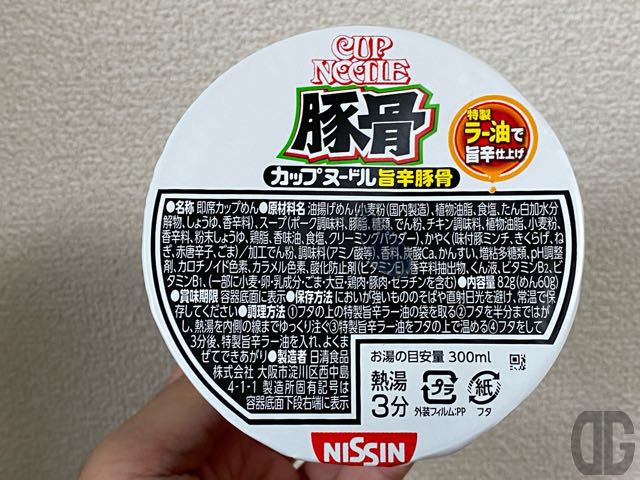 CUP
NOODLE
豚骨
特製
ラー油で
旨辛仕上げ
カップヌードル 旨辛豚骨
●名称 即席カップめん●原材料名 油揚げめん(小麦粉(国内製造)、植物油脂、食塩、たん白加水分
解物、しょうゆ、香辛料)、スープ(ポーク調味料、豚脂、糖類、でん粉、チキン調味料、植物油脂、小麦粉、
香辛料、粉末しょうゆ、鶏脂、香味油、食塩、クリーミングパウダー)、かやく(味付豚ミンチ、きくらげ、ね
ぎ、赤唐辛子、ごま)/加工でん粉、調味料(アミノ酸等)、香料、炭酸Ca、かんすい、増粘多糖類、pH調整
剤、カロチノイド色素、カラメル色素、酸化防止剤(ビタミンE)、香辛料抽出物、くん液、ビタミンB2、ビ
タミンB1、(一部に小麦・卵・乳成分・ごま・大豆・鶏肉・豚肉・ゼラチンを含む)●内容量 82g(めん60g)
●賞味期限 容器底面に表示●保存方法 においが強いもののそばや直射日光を避け、常温で保
存してください●調理方法 ①フタの上の特製旨辛ラー油の袋を取る②フタを半分まではが
し、熱湯を内側の線までゆっくり注ぐ③特製旨辛ラー油をフタの上で温める④フタをして
3分後、特製旨辛ラー油を入れ、よくま
ぜてできあがり●製造者 日清食品
株式会社 大阪市淀川区西中島
4-1-1 製造所固有記号は
容器底面下段右端に表示
お湯の目安量 300ml
熱湯
3分
プラ
外装フィルム:PP
紙
フタ
NISSIN
DG